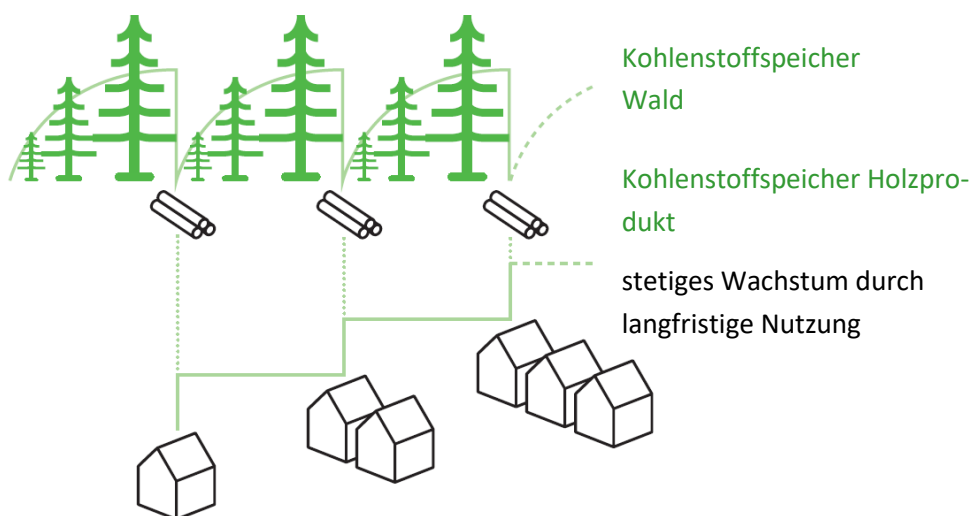 Kohlenstoffspeicher
Wald
Kohlenstoffspeicher Holzpro-
dukt
stetiges Wachstum durch
langfristige Nutzung